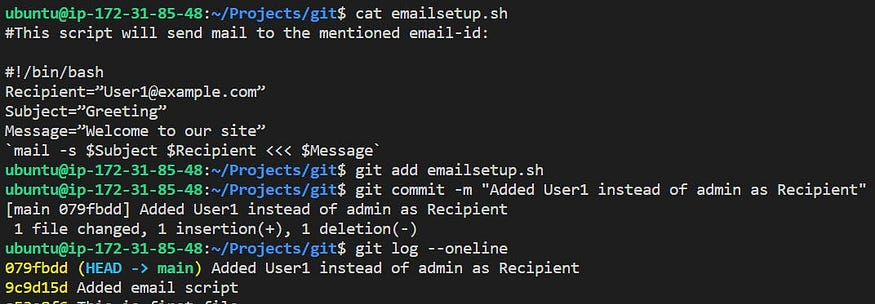 ubuntu@ip-172-31-85-48:~/Projects/git$ cat emailsetup.sh
#This script will send mail to the mentioned email-id:

#!/bin/bash
Recipient=”User1@example.com”
Subject=”Greeting”
Message=”Welcome to our site”
`mail -s $Subject $Recipient <<< $Message`
ubuntu@ip-172-31-85-48:~/Projects/git$ git add emailsetup.sh
ubuntu@ip-172-31-85-48:~/Projects/git$ git commit -m "Added User1 instead of admin as Recipient"
[main 079fbdd] Added User1 instead of admin as Recipient
 1 file changed, 1 insertion(+), 1 deletion(-)
ubuntu@ip-172-31-85-48:~/Projects/git$ git log --oneline
079fbdd (HEAD -> main) Added User1 instead of admin as Recipient
9c9d15d Added email script
This is first file